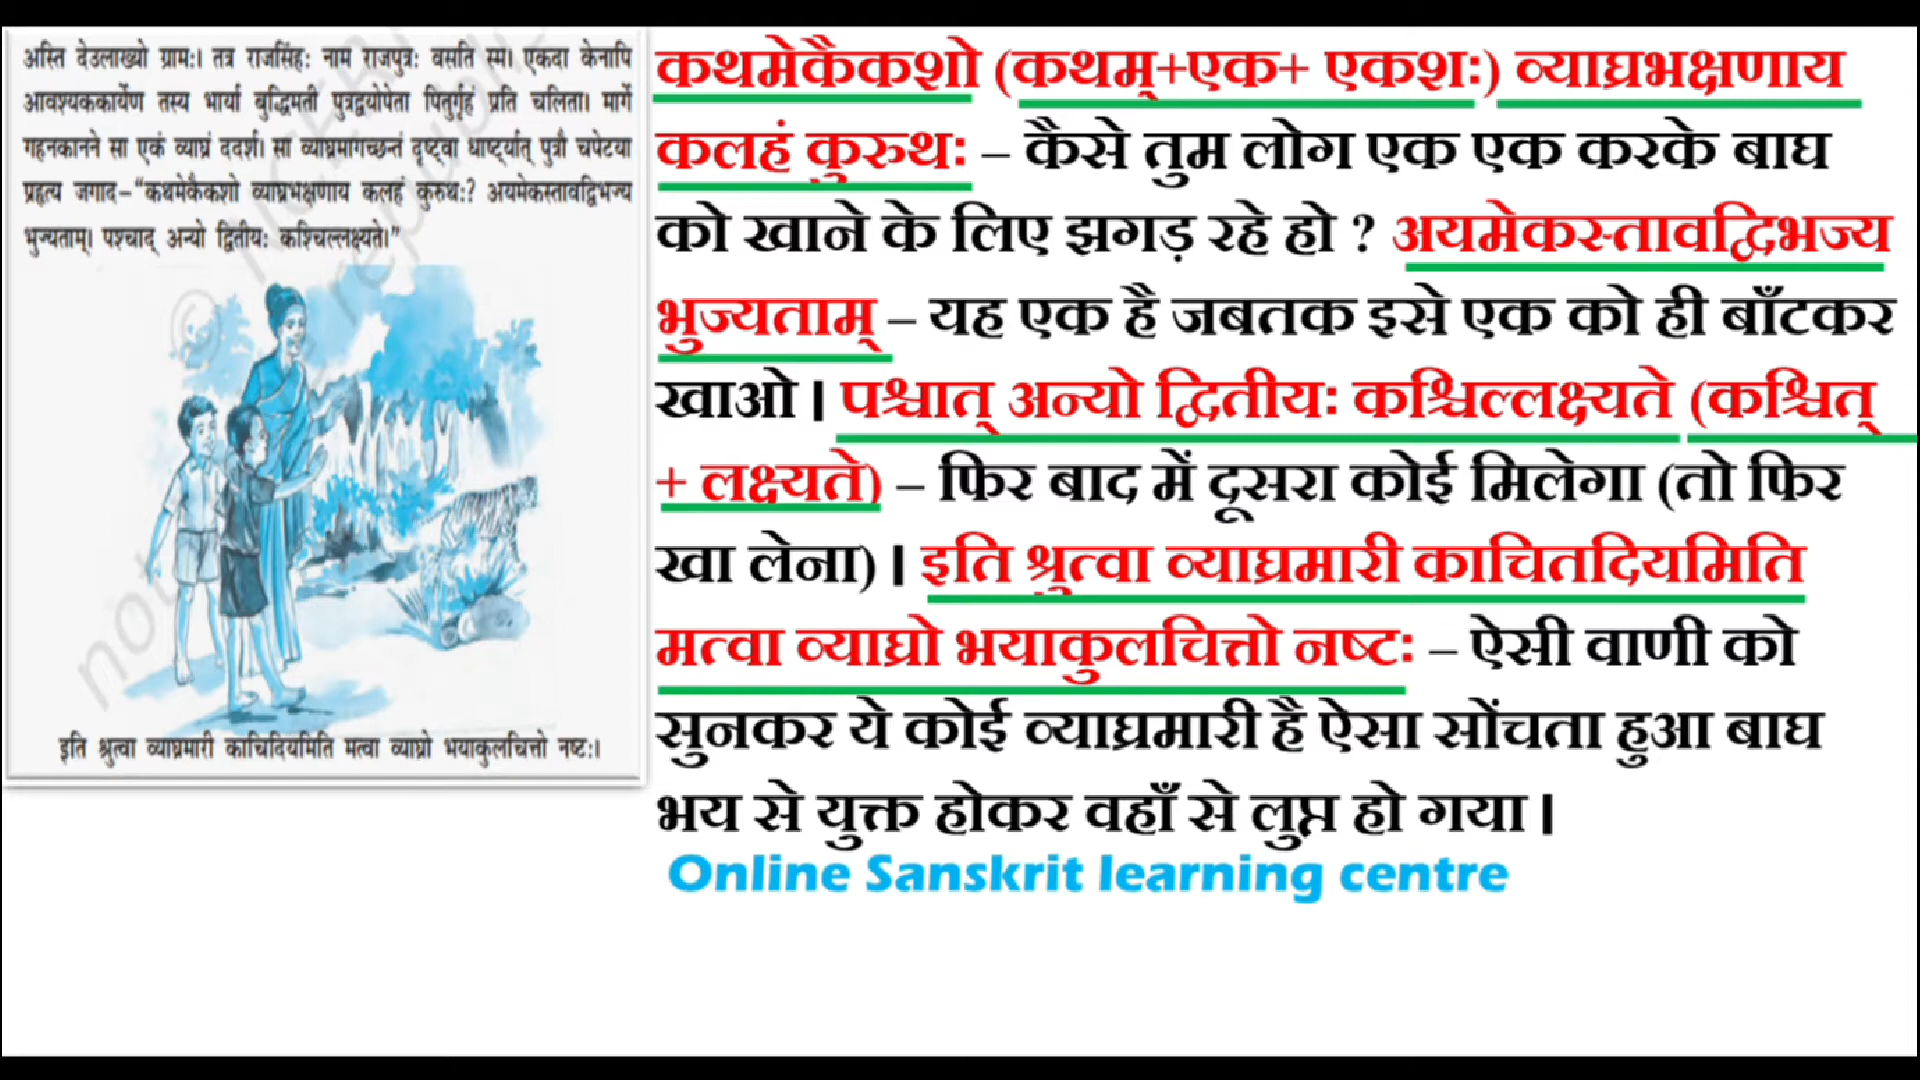 अस्ति देउलाख्यो ग्रामः। तत्र राजसिंहः नाम राजपुत्रः वसति स्म। एकदा केनापि
आवश्यककार्येण तस्य भार्या बुद्धिमती पुत्रद्वयोपेता पितुर्गृहं प्रति चलिता। मार्गे
गहनकानने सा एकं व्याघ्रं ददर्श। सा व्याघ्रमागच्छन्तं दृष्ट्वा धाष्टर्यात् पुत्रौ चपेटया
प्रहृत्य जगाद–“कथमेकैकशो व्याघ्रभक्षणाय कलहं कुरुथः? अयमेकस्तावद्विभज्य
भुज्यताम्। पश्चाद् अन्यो द्वितीयः कश्चिल्लक्ष्यते।”
इति श्रुत्वा व्याघ्रमारी काचिदियमिति मत्वा व्याघ्रो भयाकुलचित्तो नष्टः।
कथमेकैकशो (कथम्+एक+ एकशः) व्याघ्रभक्षणाय
कलहं कुरुथः – कैसे तुम लोग एक एक करके बाघ
को खाने के लिए झगड़ रहे हो ? अयमेकस्तावद्विभज्य
भुज्यताम् – यह एक है जबतक इसे एक को ही बाँटकर
खाओ। पश्चात् अन्यो द्वितीयः कश्चिल्लक्ष्यते (कश्चित्
+ लक्ष्यते) – फिर बाद में दूसरा कोई मिलेगा (तो फिर
खा लेना)। इति श्रुत्वा व्याघ्रमारी काचितदियमिति
मत्वा व्याघ्रो भयाकुलचित्तो नष्टः – ऐसी वाणी को
सुनकर ये कोई व्याघ्रमारी है ऐसा सोंचता हुआ बाघ
भय से युक्त होकर वहाँ से लुप्त हो गया।
Online Sanskrit learning centre